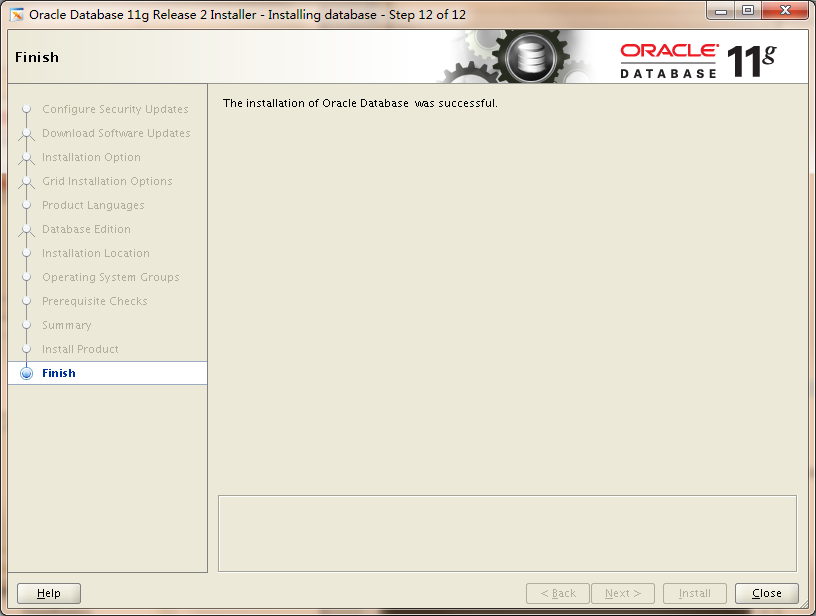 Oracle Database 11g Release 2 Installer - Installing database - Step 12 of 12
Finish
ORACLE
DATABASE
11g
Configure Security Updates
Download Software Updates
Installation Option
Grid Installation Options
Product Languages
Database Edition
Installation Location
Operating System Groups
Prerequisite Checks
Summary
Install Product
Finish
The installation of Oracle Database was successful.
Help
< Back
Next >
Install
Close